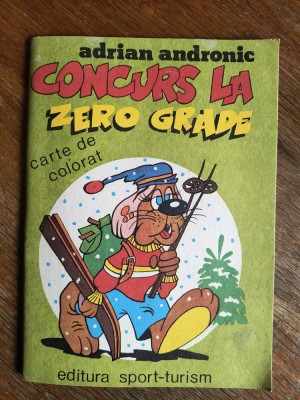 adrian andronic
CONCURS LA
ZERO GRADE
carte de
colorat
editura sport-turism